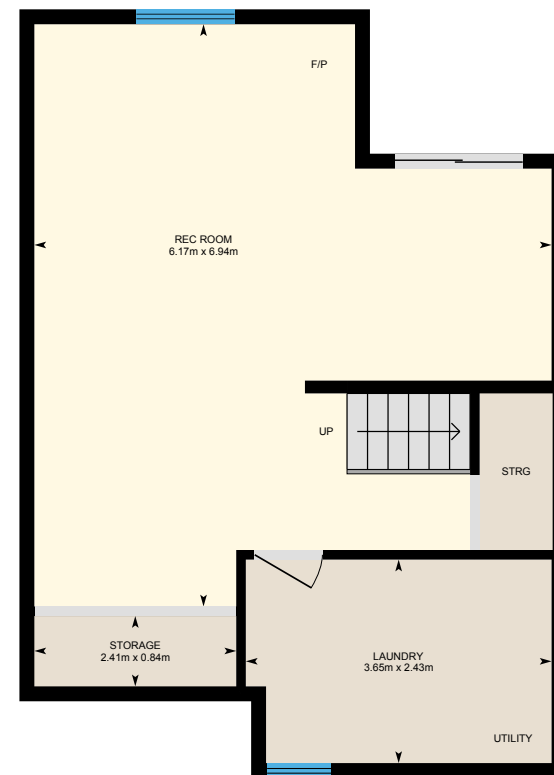 F/P
REC ROOM
6.17m x 6.94m
UP
STRG
STORAGE
2.41m x 0.84m
LAUNDRY
3.65m x 2.43m
UTILITY